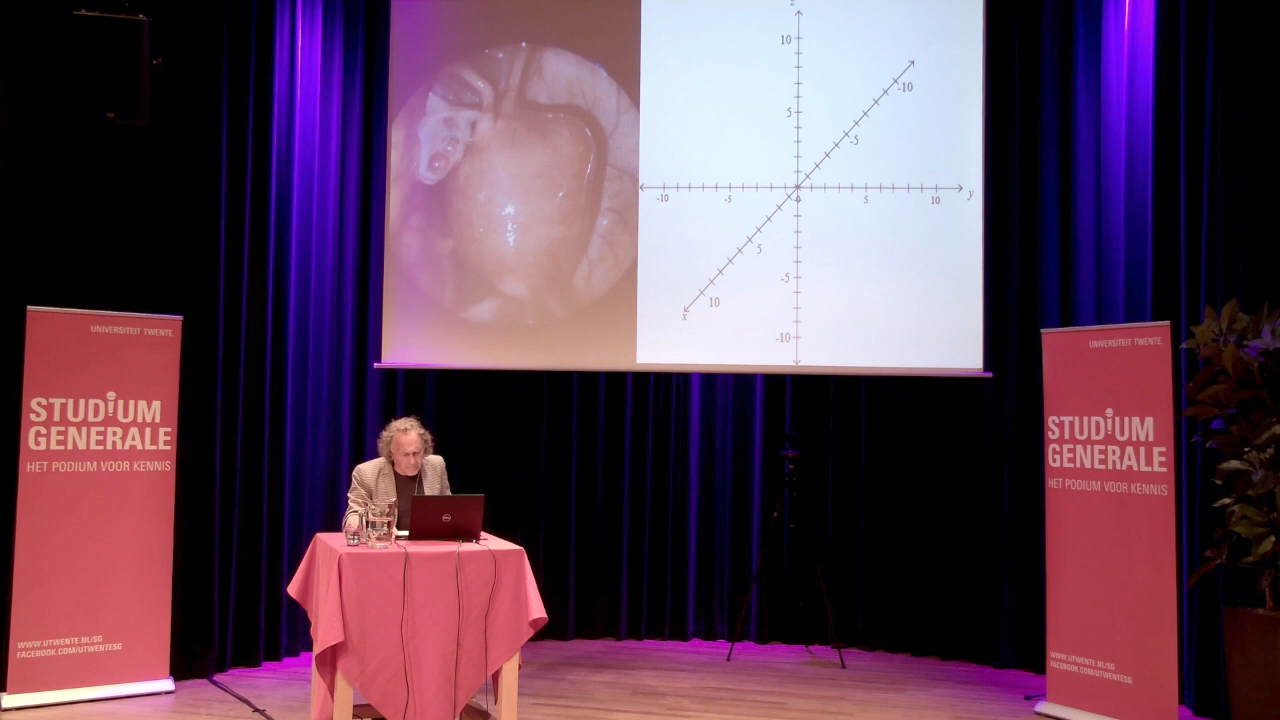 UNIVERSITEIT TWENTE.
STUDIUM
GENERALE
HET PODIUM VOOR KENNIS
WWW.UTWENTE.NL/SG
FACEBOOK.COM/UTWENTESG
z
10
5
-10
-5
-10
-5
0
5
10
y
5
10
x
-5
-10
DELL
UNIVERSITEIT TWENTE.
STUDIUM
GENERALE
HET PODIUM VOOR KENNIS
WWW.UTWENTE.NL/SG
FACEBOOK.COM/UTWENTESG